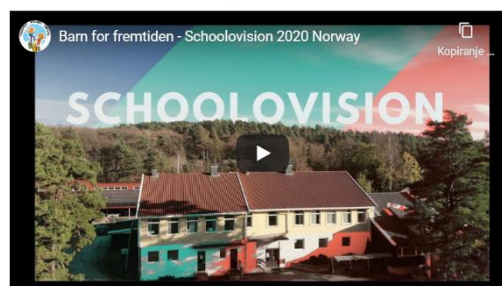 Barn for fremtiden - Schoolovision 2020 Norway
Kopiranje ...
SCHOOLOVISION